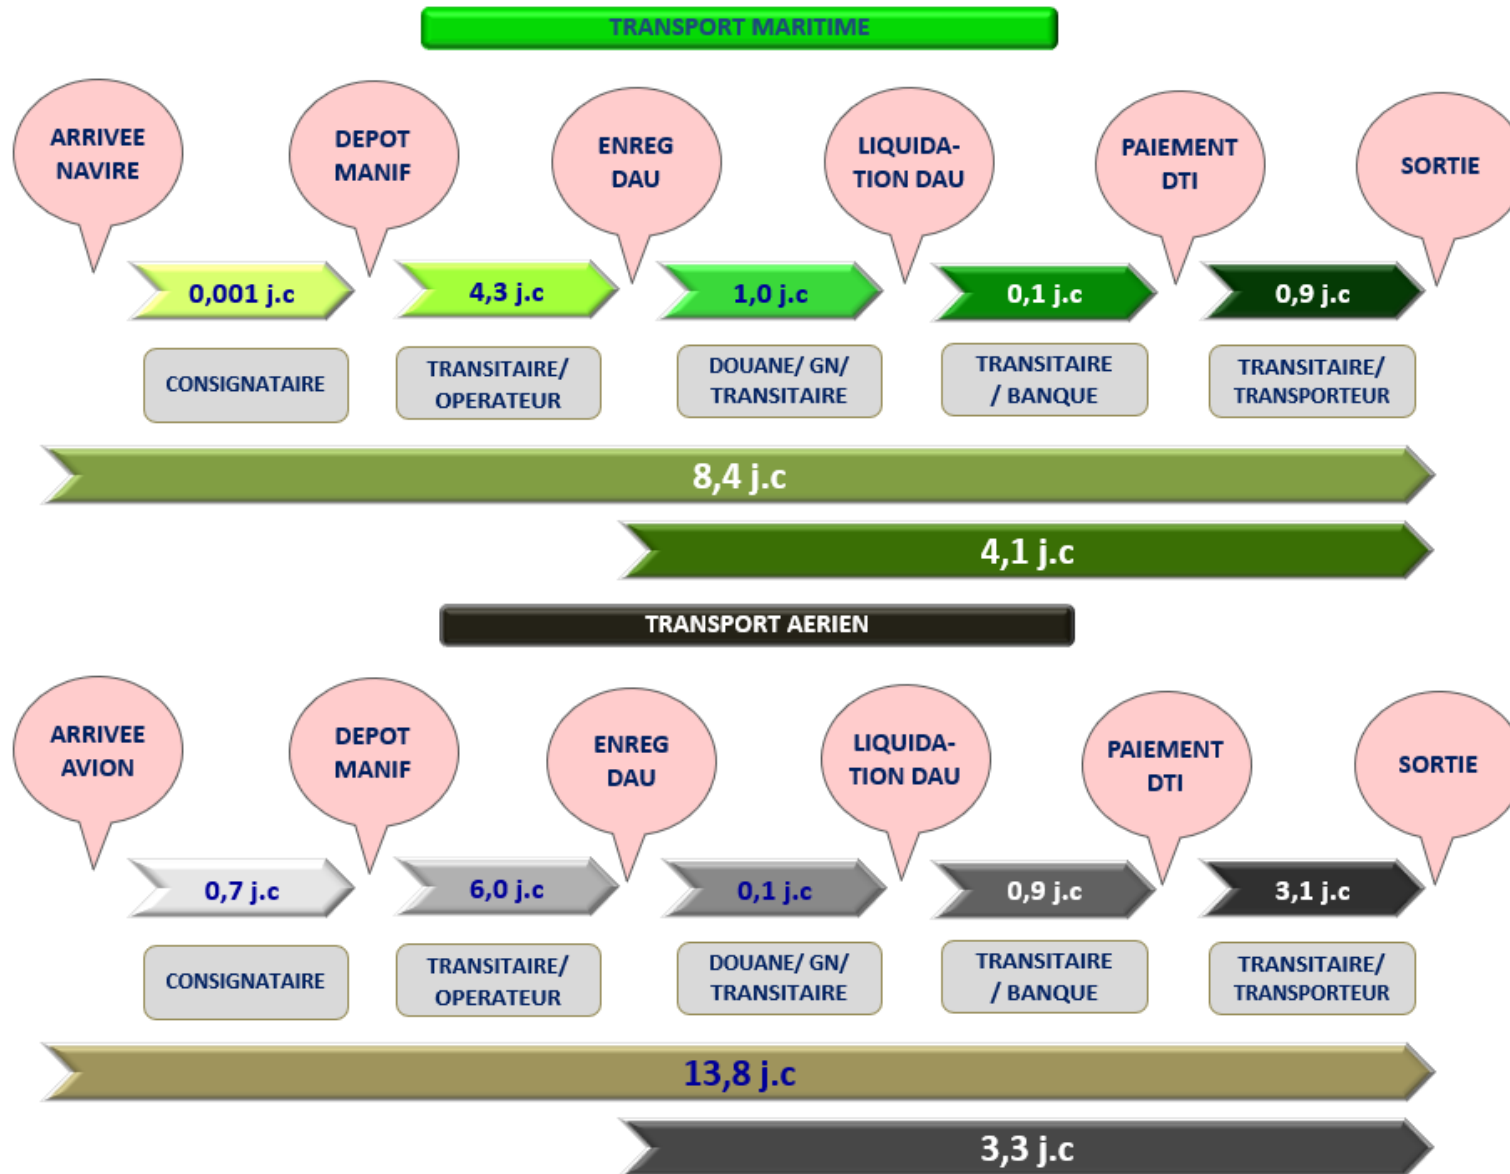 TRANSPORT MARITIME
ARRIVEE
NAVIRE
DEPOT
MANIF
ENREG
DAU
LIQUIDA-
TION DAU
PAIEMENT
DTI
SORTIE
0,001 j.c
4,3 j.c
1,0 j.c
0,1 j.c
0,9 j.c
CONSIGNATAIRE
TRANSITAIRE/
OPERATEUR
DOUANE/ GN/
TRANSITAIRE
TRANSITAIRE
/ BANQUE
TRANSITAIRE/
TRANSPORTEUR
8,4 j.c
4,1 j.c
TRANSPORT AERIEN
ARRIVEE
AVION
DEPOT
MANIF
ENREG
DAU
LIQUIDA-
TION DAU
PAIEMENT
DTI
SORTIE
0,7 j.c
6,0 j.c
0,1 j.c
0,9 j.c
3,1 j.c
CONSIGNATAIRE
TRANSITAIRE/
OPERATEUR
DOUANE/ GN/
TRANSITAIRE
TRANSITAIRE
/ BANQUE
TRANSITAIRE/
TRANSPORTEUR
13,8 j.c
3,3 j.c